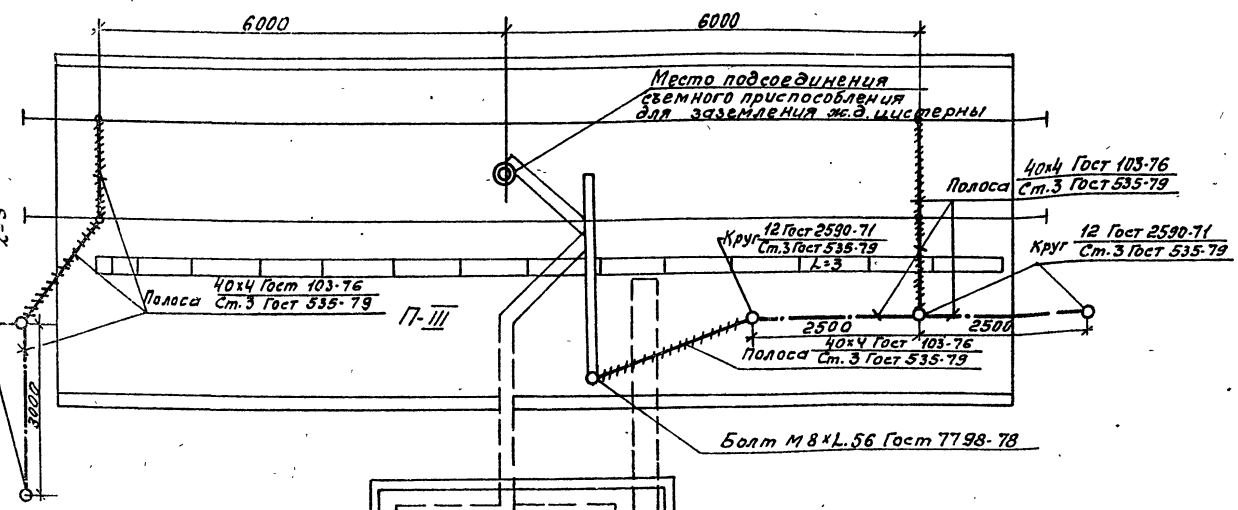 6000
6000
Место подсоединения
съемного приспособления
для заземления ж.д. цистерны
40х4 Гост 103-76
Полоса Ст.3 Гост 535-79
Круг 12 Гост 2590-71
Ст.3 Гост 535-79
L=3
Круг 12 Гост 2590-71
Ст.3 Гост 535-79
40х4 Гост 103-76
Полоса Ст.3 Гост 535-79
П-III
2500
2500
40х4 Гост 103-76
Полоса Ст.3 Гост 535-79
3000
Болт М8хL.56 Гост 7798-78